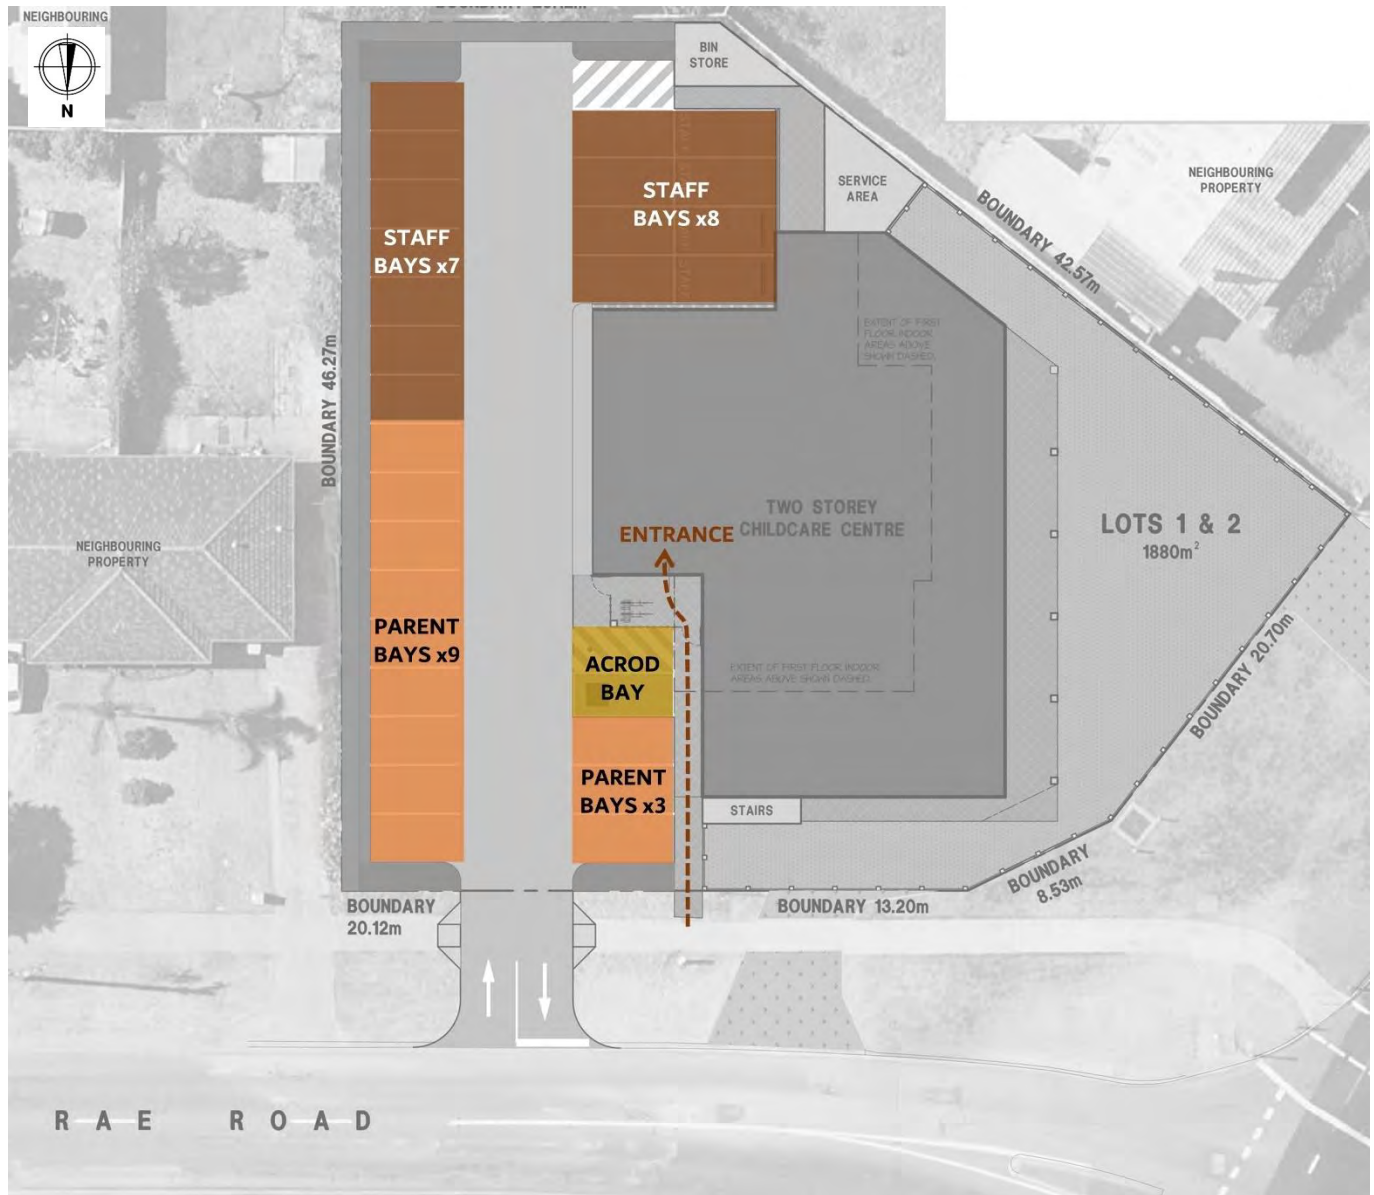 NEIGHBOURING
N
BIN
STORE
STAFF
BAYS x8
SERVICE
AREA
NEIGHBOURING
PROPERTY
BOUNDARY 42.57m
STAFF
BAYS x7
BOUNDARY 46.27m
EXTENT OF FIRST
FLOOR INDOOR
AREAS ABOVE
SHOWN DASHED.
TWO STOREY
CHILDCARE CENTRE
ENTRANCE
LOTS 1 & 2
1880m²
NEIGHBOURING
PROPERTY
PARENT
BAYS x9
ACROD
BAY
EXTENT OF FIRST FLOOR INDOOR
AREAS ABOVE SHOWN DASHED.
BOUNDARY 20.70m
PARENT
BAYS x3
STAIRS
BOUNDARY
8.53m
BOUNDARY
20.12m
BOUNDARY 13.20m
RAE ROAD